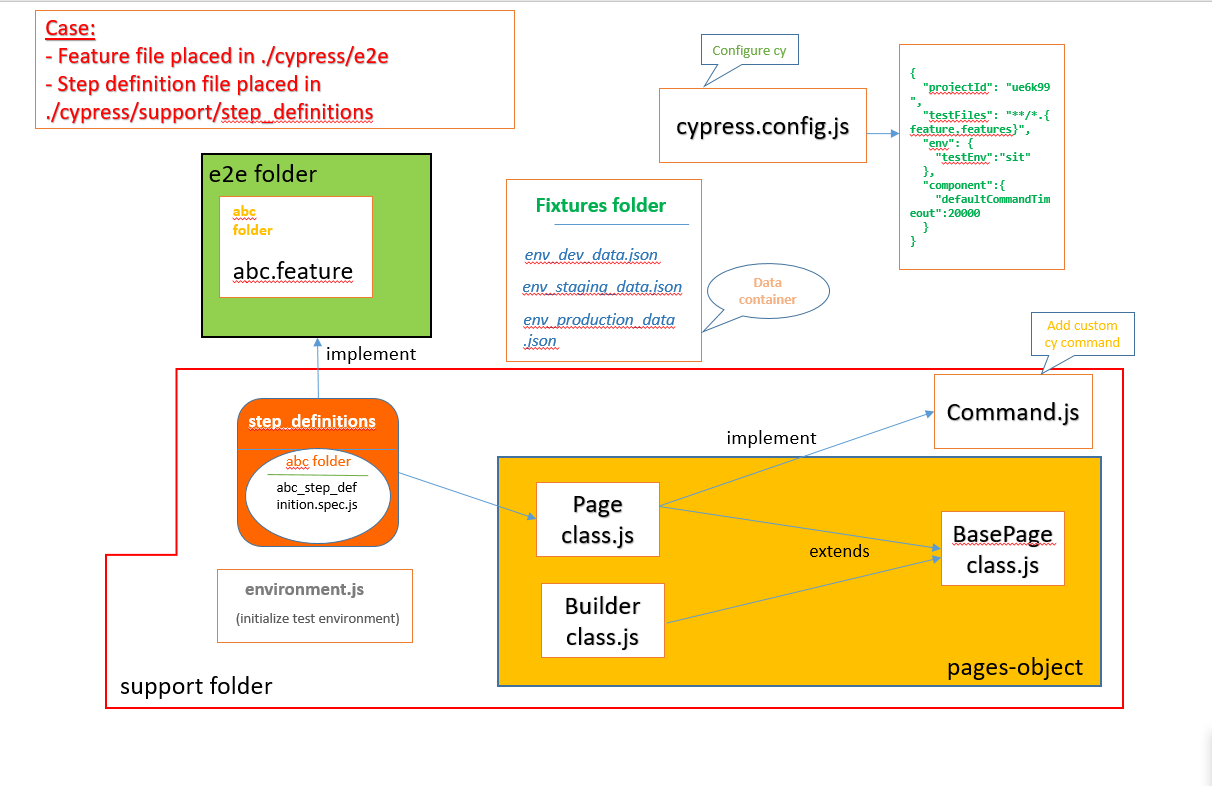 Case:
- Feature file placed in ./cypress/e2e
- Step definition file placed in
./cypress/support/step_definitions
Configure cy
cypress.config.js
{
"projectId": "ue6k99
",
"testFiles": "**/*.{
feature.features}",
"env": {
"testEnv":"sit"
},
"component":{
"defaultCommandTim
eout":20000
}
}
e2e folder
abc
folder
abc.feature
Fixtures folder
env_dev_data.json
env_staging_data.json
env_production_data
.json
Data
container
Add custom
cy command
implement
step_definitions
abc folder
abc_step_def
inition.spec.js
Command.js
implement
Page
class.js
BasePage
class.js
extends
Builder
class.js
environment.js
(initialize test environment)
pages-object
support folder